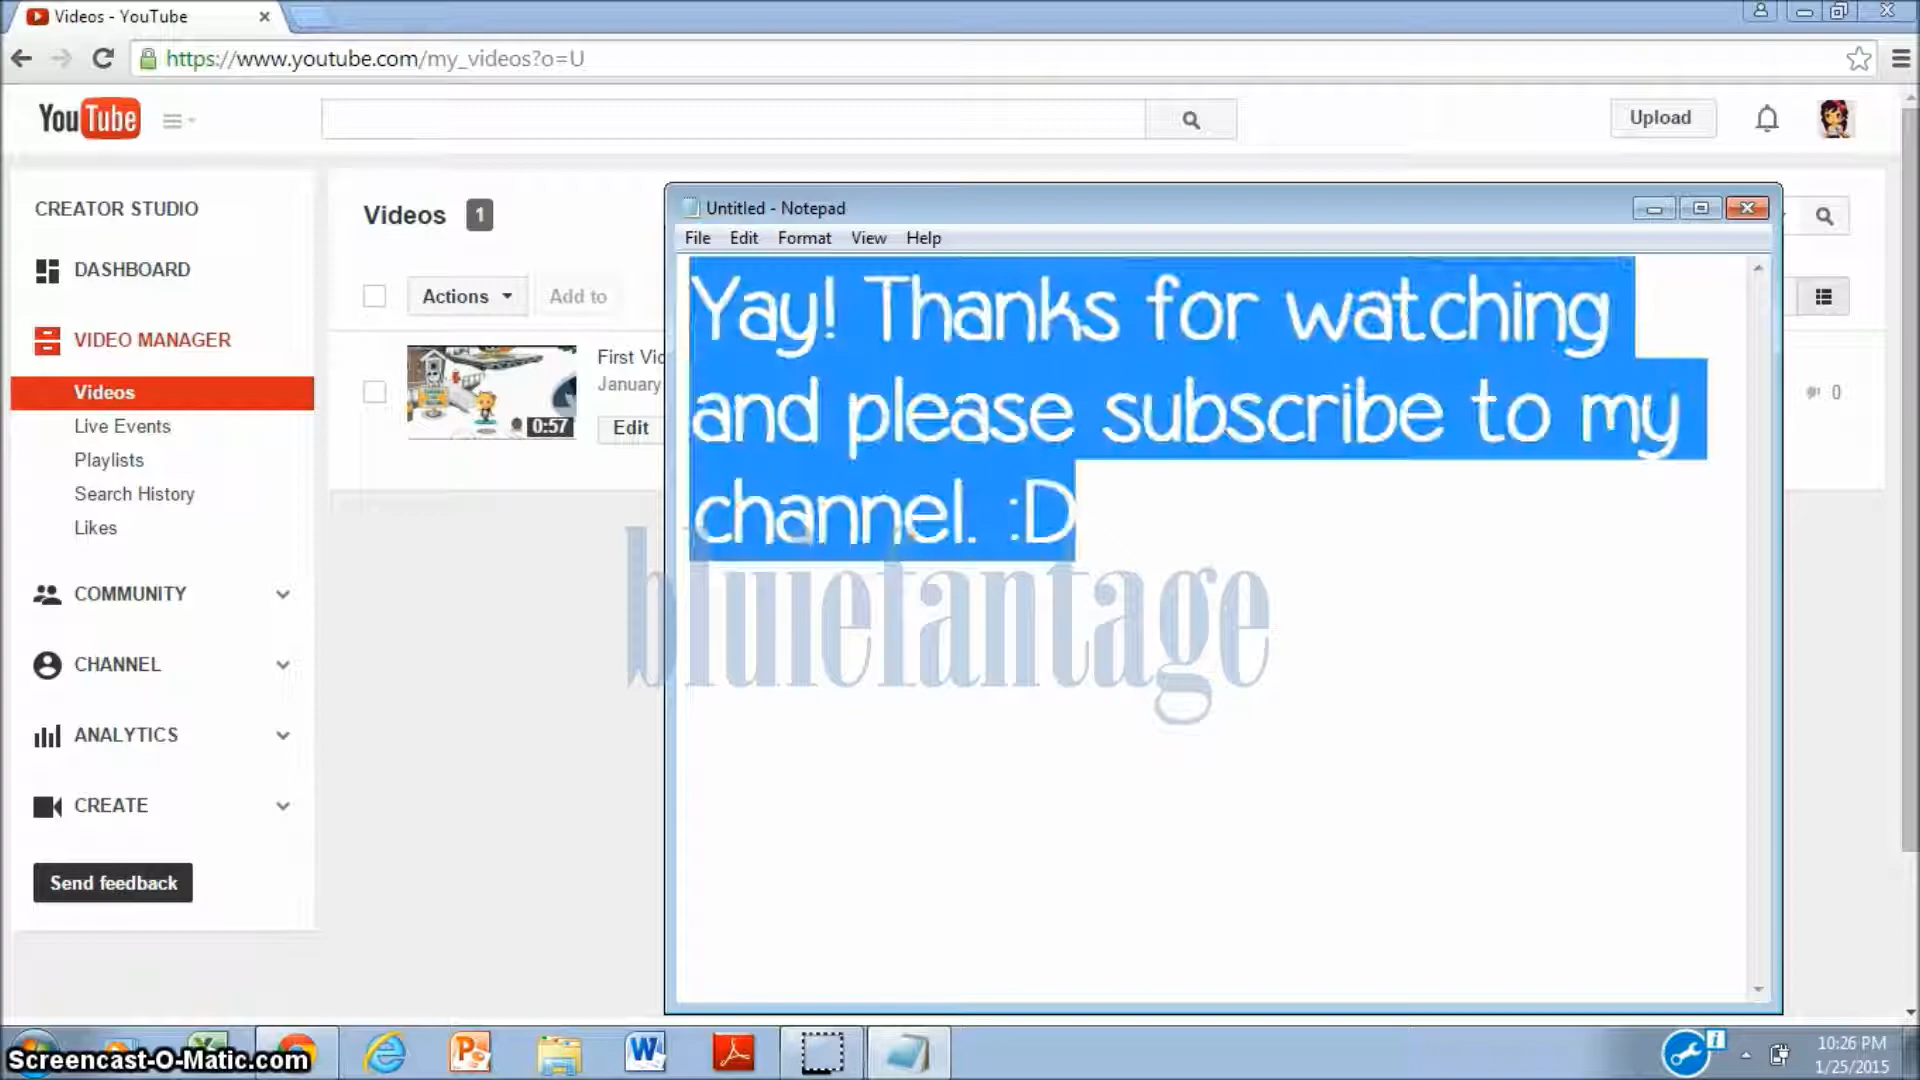 Videos - YouTube
https://www.youtube.com/my_videos?o=U
YouTube
Upload
CREATOR STUDIO
DASHBOARD
VIDEO MANAGER
Videos
Live Events
Playlists
Search History
Likes
COMMUNITY
CHANNEL
ANALYTICS
CREATE
Send feedback
Videos 1
Actions Add to
First Vid
January
0:57
Edit
0
Untitled - Notepad
File Edit Format View Help
Yay! Thanks for watching
and please subscribe to my
channel. :D
bluiefantage
Screencast-O-Matic.com
10:26 PM
1/25/2015